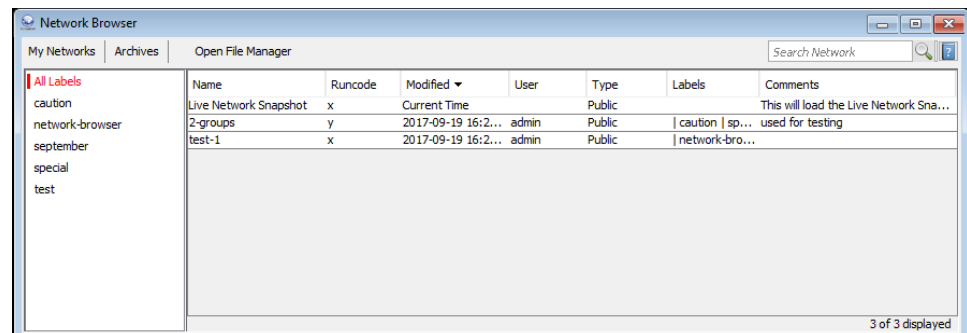 Network Browser
My Networks Archives Open File Manager Search Network
All Labels
caution
network-browser
september
special
test
Name Runcode Modified User Type Labels Comments
Live Network Snapshot x Current Time Public This will load the Live Network Sna...
2-groups y 2017-09-19 16:2... admin Public | caution | sp... used for testing
test-1 x 2017-09-19 16:2... admin Public | network-bro...
3 of 3 displayed